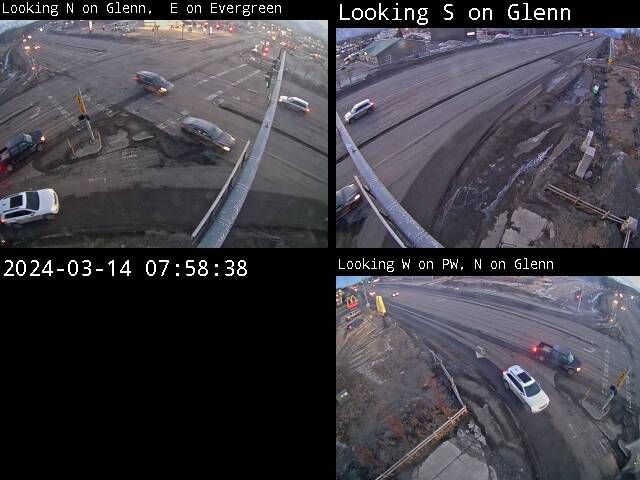 Looking N on Glenn,  E on Evergreen
Looking S on Glenn
2024-03-14 07:58:38
Looking W on PW, N on Glenn